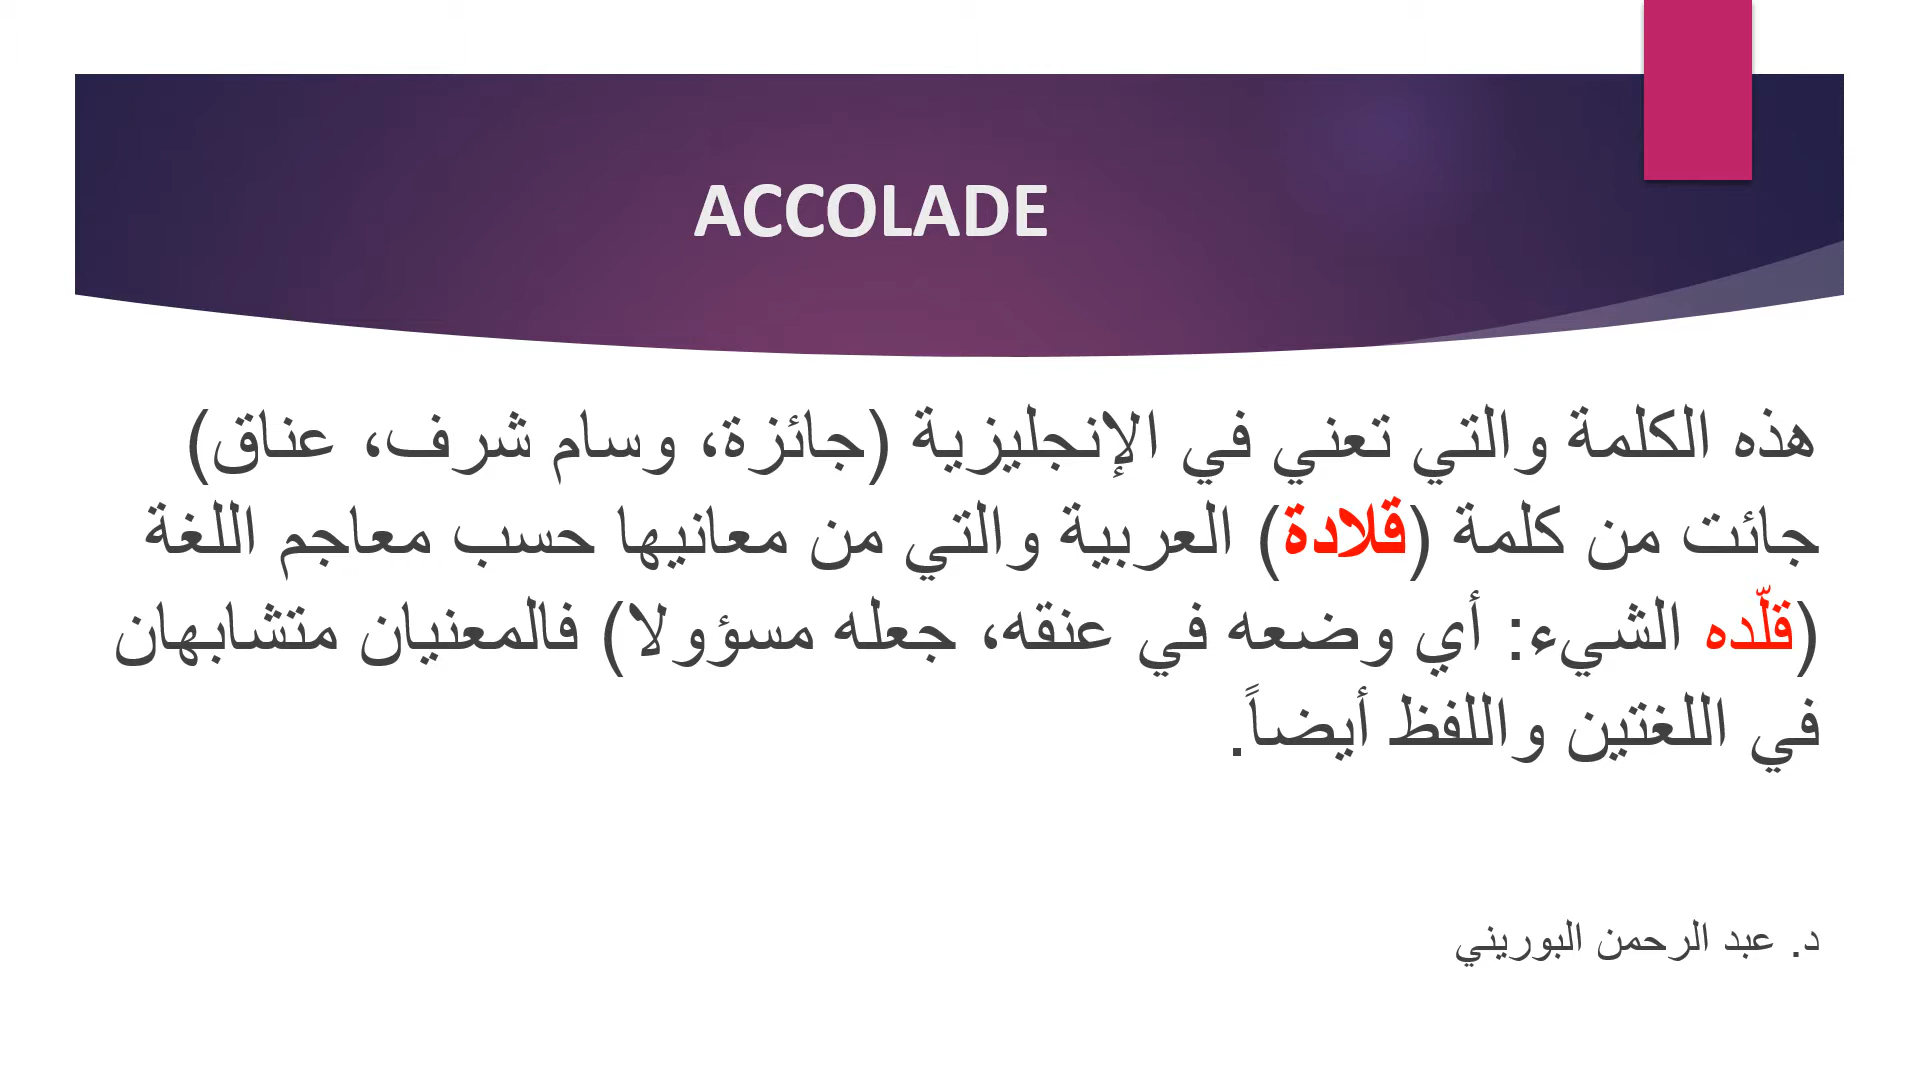 ACCOLADE
هذه الكلمة والتي تعني في الإنجليزية (جائزة، وسام شرف، عناق)
جائت من كلمة (قلادة) العربية والتي من معانيها حسب معاجم اللغة
(قلّده الشيء: أي وضعه في عنقه، جعله مسؤولا) فالمعنيان متشابهان
في اللغتين واللفظ أيضاً.
د. عبد الرحمن البوريني